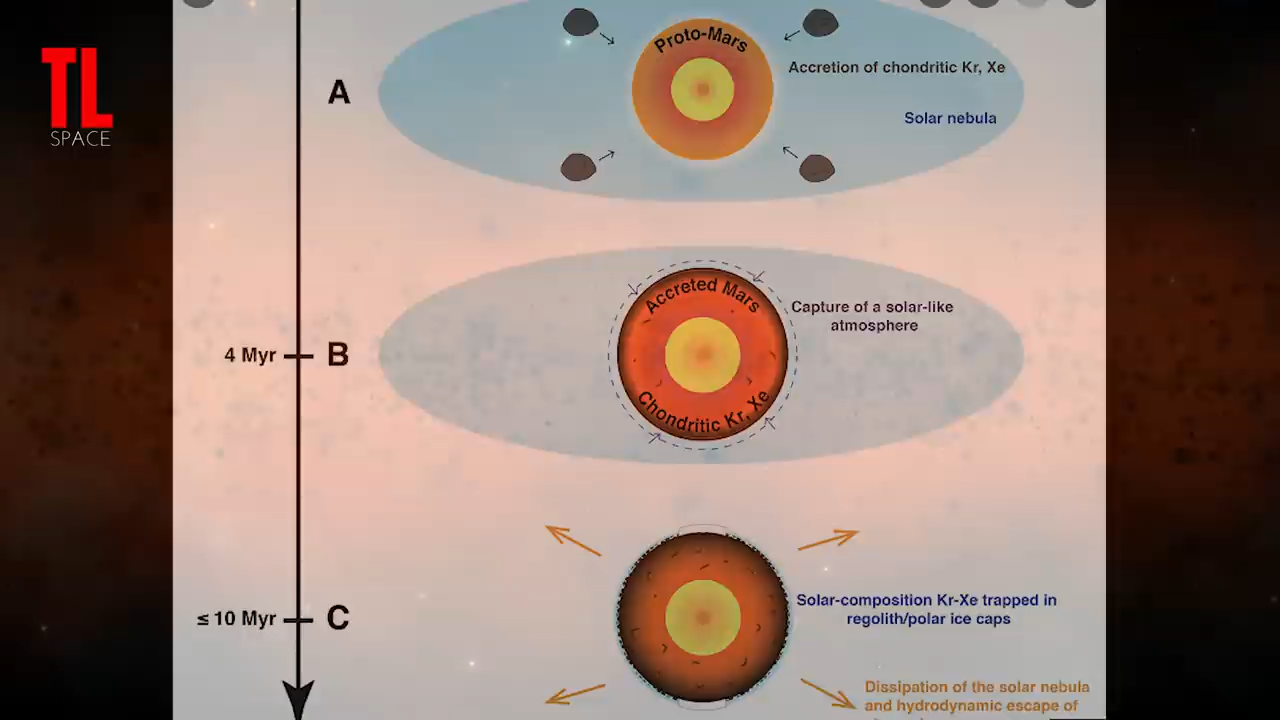 TL
SPACE
A
Proto-Mars
Accretion of chondritic Kr, Xe
Solar nebula
4 Myr
B
Accreted Mars
Chondritic Kr, Xe
Capture of a solar-like
atmosphere
≤ 10 Myr
C
Solar-composition Kr-Xe trapped in
regolith/polar ice caps
Dissipation of the solar nebula
and hydrodynamic escape of